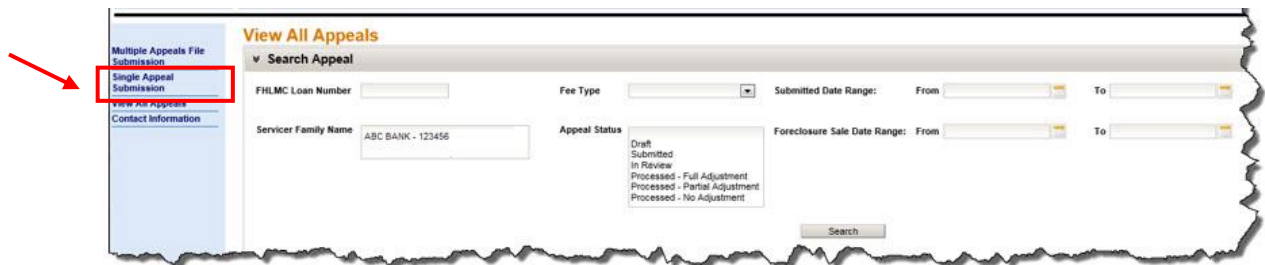 View All Appeals
Multiple Appeals File
Submission
Single Appeal
Submission
View All Appeals
Contact Information
Search Appeal
FHLMC Loan Number
Fee Type
Submitted Date Range: From To
Servicer Family Name
ABC BANK - 123456
Appeal Status
Draft
Submitted
In Review
Processed - Full Adjustment
Processed - Partial Adjustment
Processed - No Adjustment
Foreclosure Sale Date Range: From To
Search